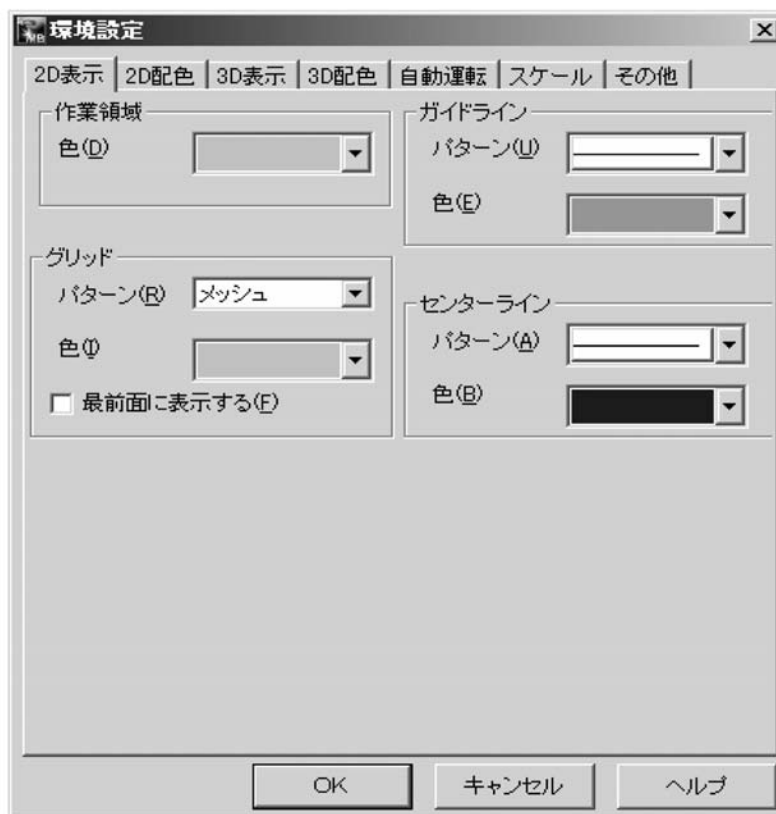 環境設定
2D表示 2D配色 3D表示 3D配色 自動運転 スケール その他
作業領域
色(D)
グリッド
パターン(R) メッシュ
色(I)
最前面に表示する(F)
ガイドライン
パターン(U)
色(E)
センターライン
パターン(A)
色(B)
OK キャンセル ヘルプ